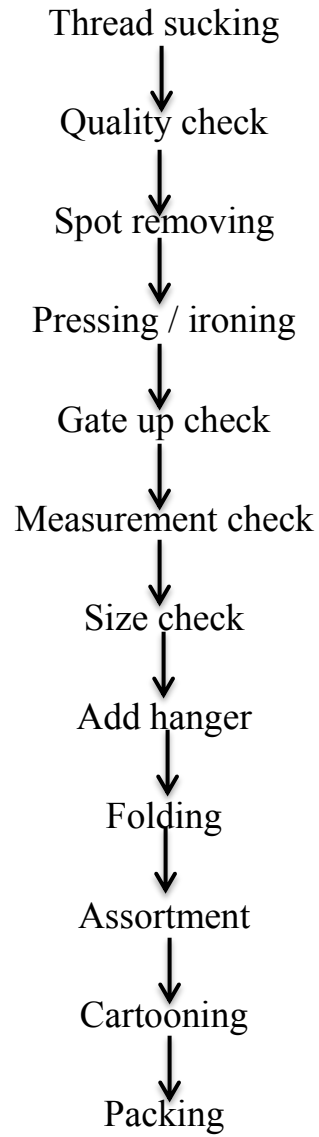 Thread sucking
Quality check
Spot removing
Pressing / ironing
Gate up check
Measurement check
Size check
Add hanger
Folding
Assortment
Cartooning
Packing